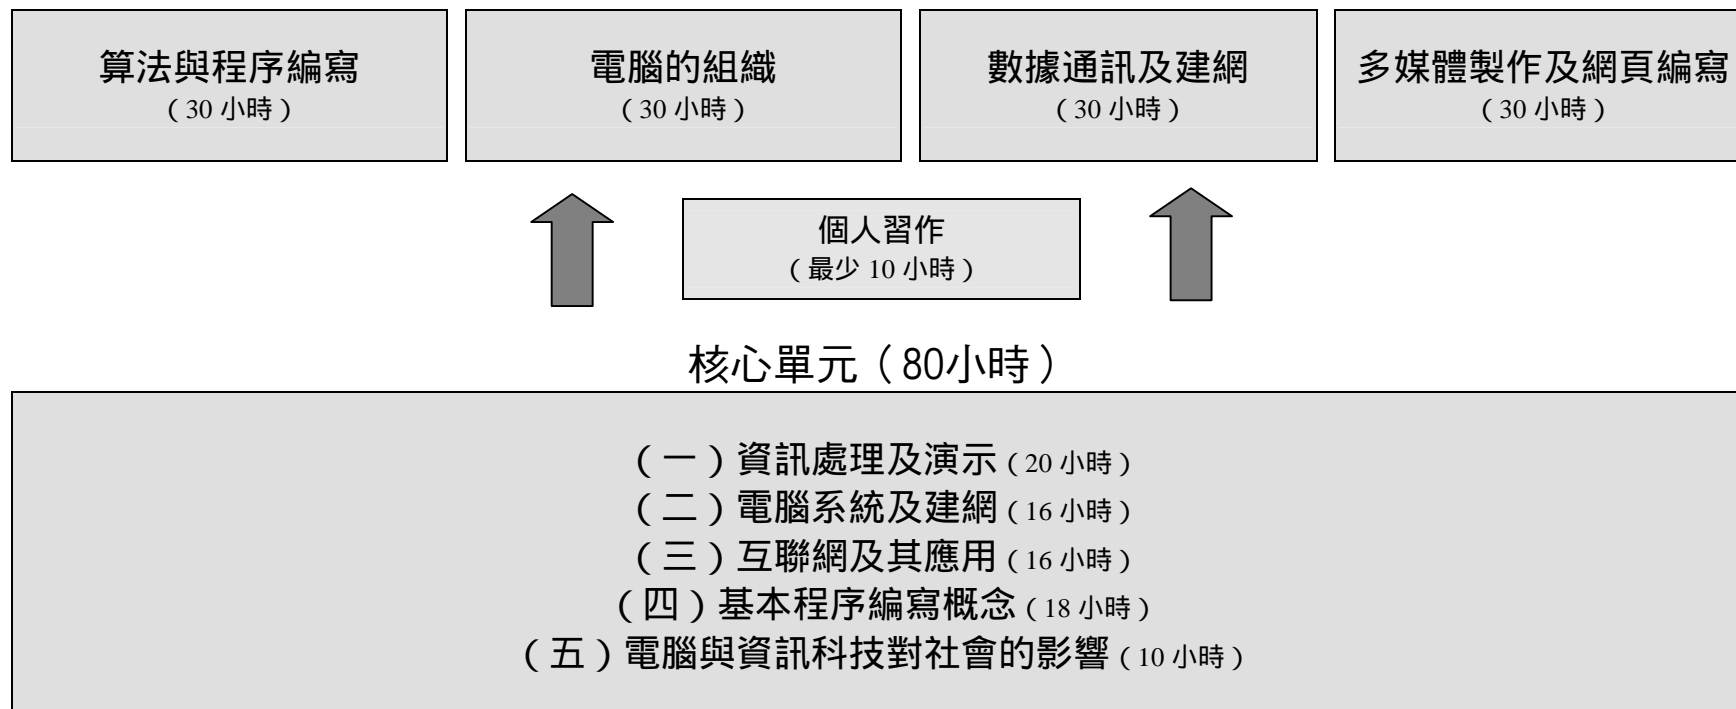 算法與程序編寫
（30 小時）
電腦的組織
（30 小時）
數據通訊及建網
（30 小時）
多媒體製作及網頁編寫
（30 小時）
個人習作
（最少 10 小時）
核心單元（80小時）
（一）資訊處理及演示（20 小時）
（二）電腦系統及建網（16 小時）
（三）互聯網及其應用（16 小時）
（四）基本程序編寫概念（18 小時）
（五）電腦與資訊科技對社會的影響（10 小時）